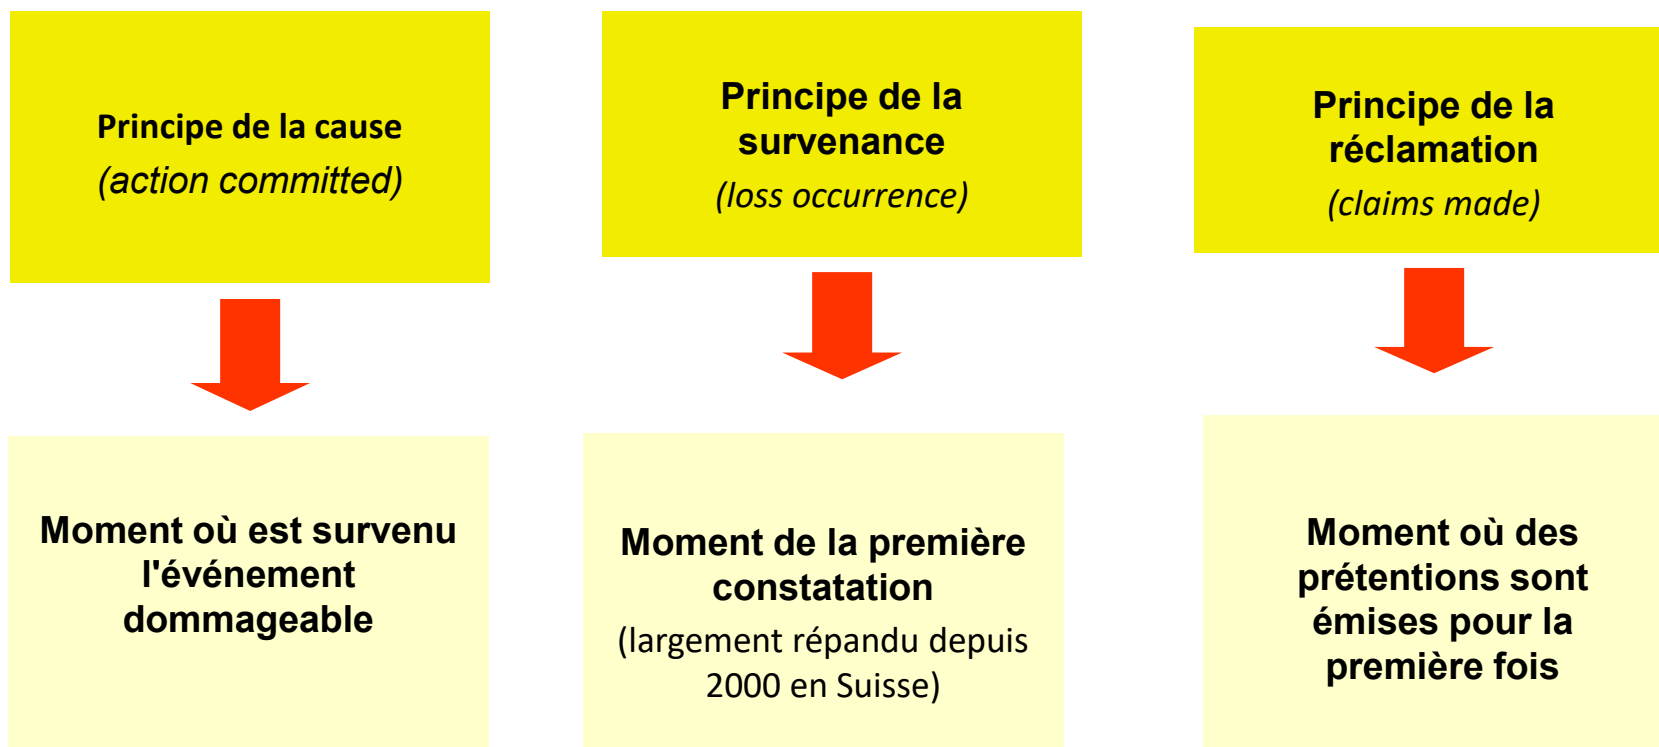 Principe de la cause
(action committed)
Principe de la
survenance
(loss occurrence)
Principe de la
réclamation
(claims made)
Moment où est survenu
l'événement
dommageable
Moment de la première
constatation
(largement répandu depuis
2000 en Suisse)
Moment où des
prétentions sont
émises pour la
première fois